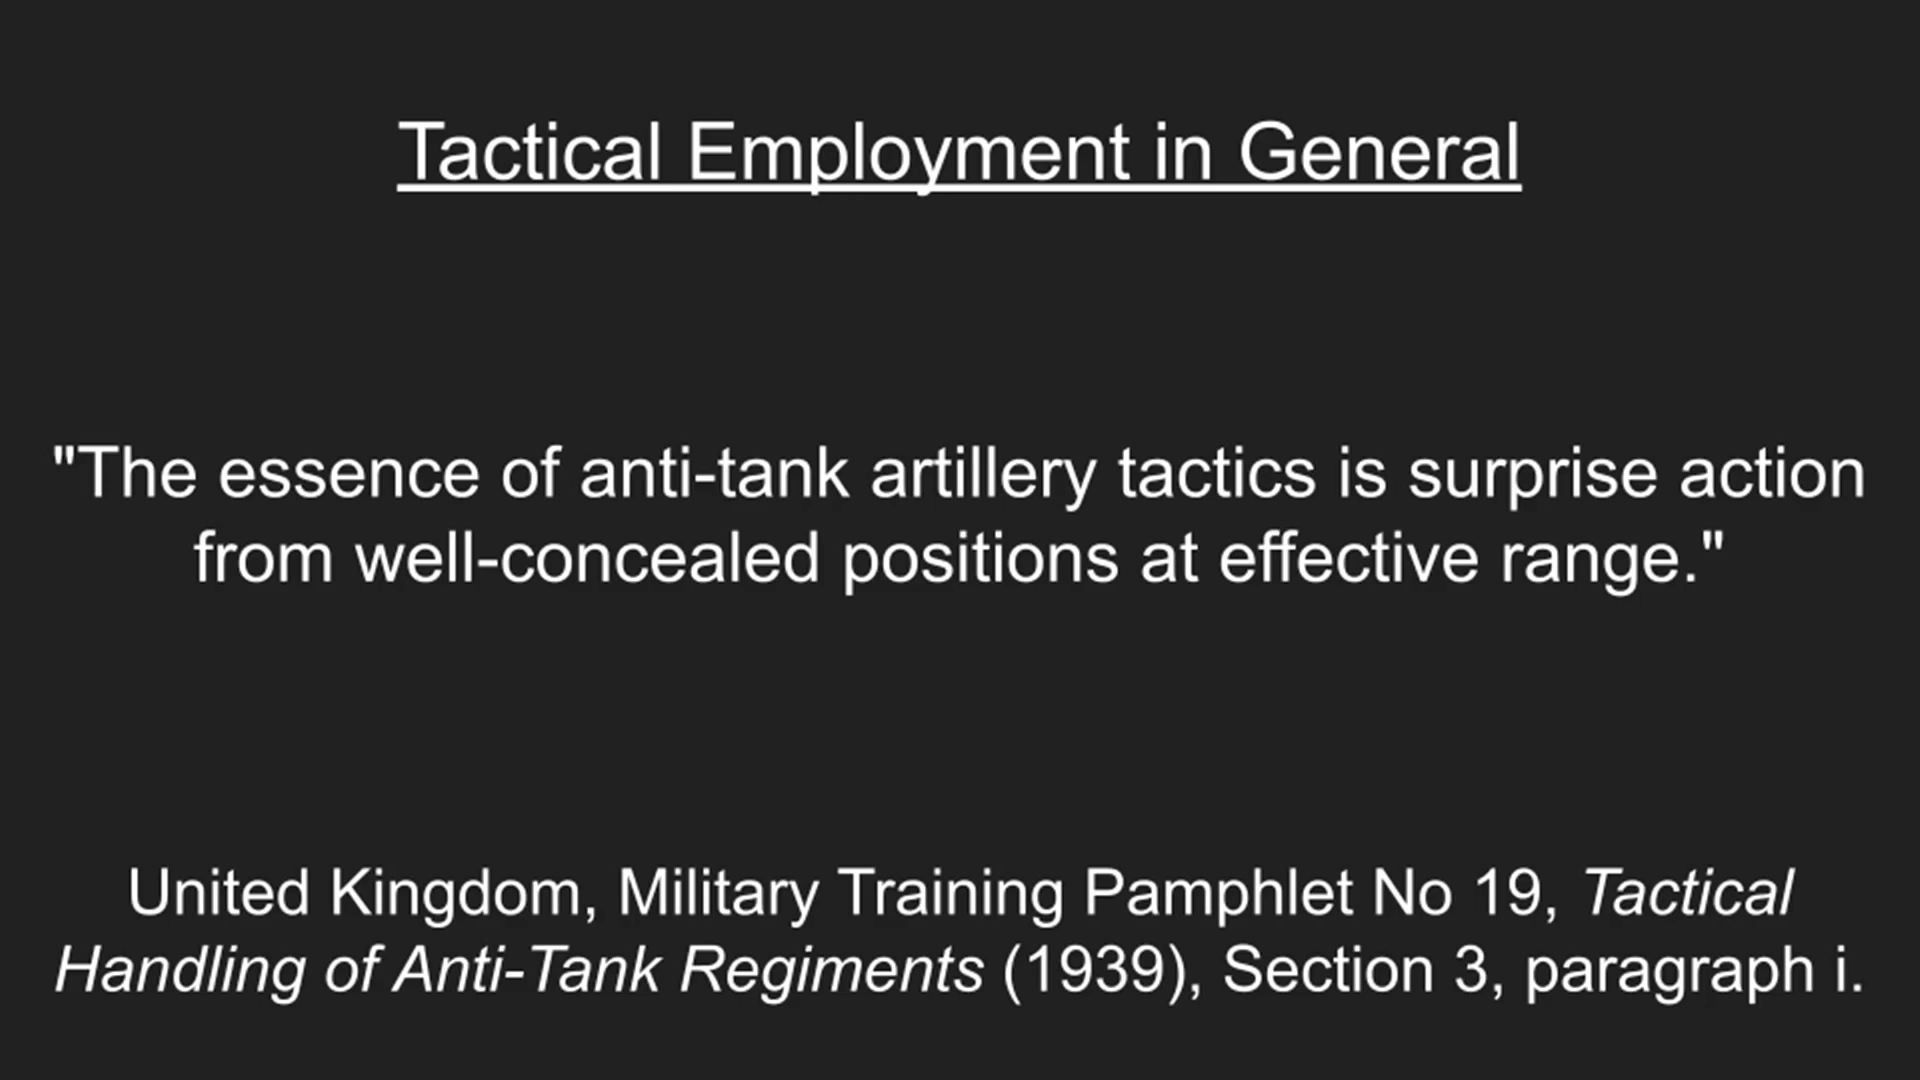 Tactical Employment in General
"The essence of anti-tank artillery tactics is surprise action
from well-concealed positions at effective range."
United Kingdom, Military Training Pamphlet No 19, Tactical
Handling of Anti-Tank Regiments (1939), Section 3, paragraph i.